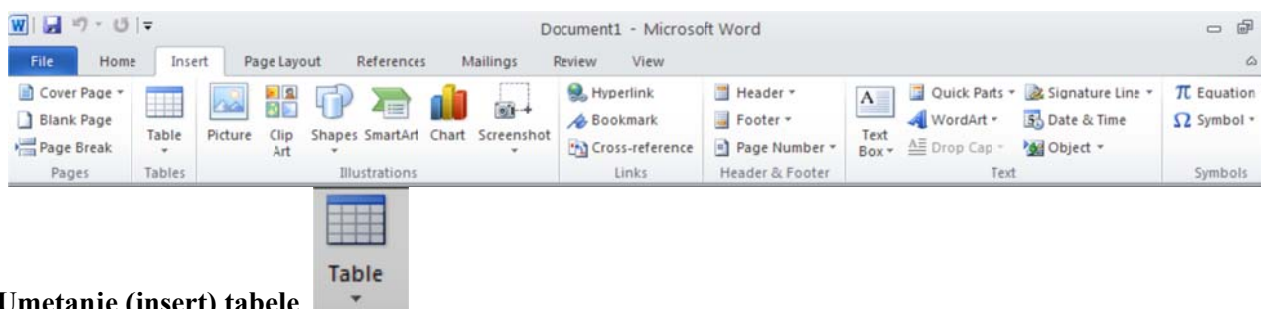 W Document1 - Microsoft Word
File Home Insert Page Layout References Mailings Review View
Cover Page Hyperlink Header A Quick Parts Signature Line π Equation
Blank Page Table Picture Clip Art Shapes SmartArt Chart Screenshot Bookmark Footer Text Box WordArt Date & Time Ω Symbol
Page Break Cross-reference Page Number Drop Cap Object
Pages Tables Illustrations Links Header & Footer Text Symbols
Table
Umetanje (insert) tabele